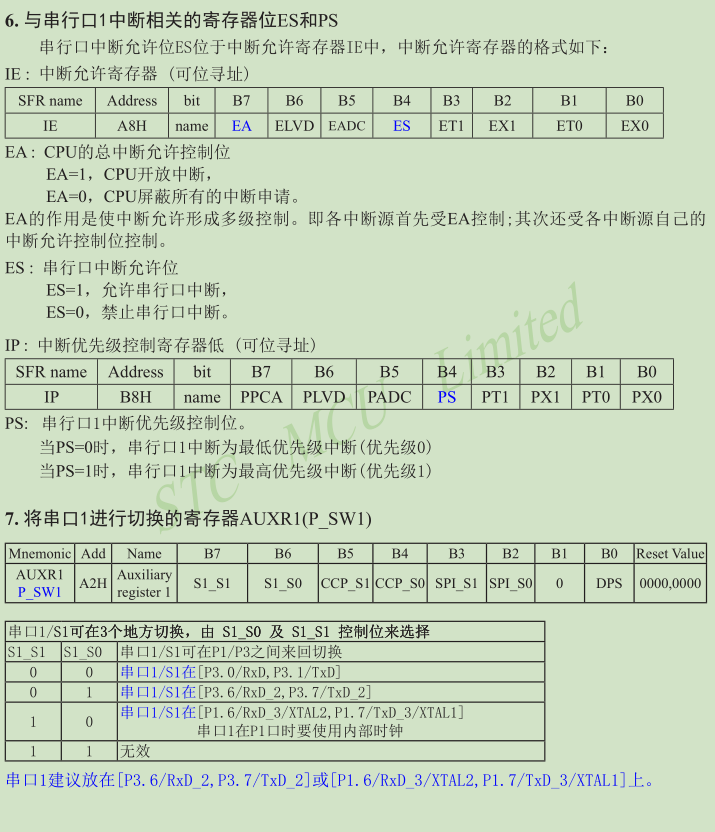 6. 与串行口1中断相关的寄存器位ES和PS
串行口中断允许位ES位于中断允许寄存器IE中，中断允许寄存器的格式如下：
IE : 中断允许寄存器 (可位寻址)
SFR name Address bit B7 B6 B5 B4 B3 B2 B1 B0
IE A8H name EA ELVD EADC ES ET1 EX1 ET0 EX0
EA : CPU的总中断允许控制位
EA=1，CPU开放中断，
EA=0，CPU屏蔽所有的中断申请。
EA的作用是使中断允许形成多级控制。即各中断源首先受EA控制;其次还受各中断源自己的
中断允许控制位控制。
ES : 串行口中断允许位
ES=1，允许串行口中断，
ES=0，禁止串行口中断。
IP : 中断优先级控制寄存器低 (可位寻址)
SFR name Address bit B7 B6 B5 B4 B3 B2 B1 B0
IP B8H name PPCA PLVD PADC PS PT1 PX1 PT0 PX0
PS: 串行口1中断优先级控制位。
当PS=0时，串行口1中断为最低优先级中断(优先级0)
当PS=1时，串行口1中断为最高优先级中断(优先级1)
STC MCU Limited
7. 将串口1进行切换的寄存器AUXR1(P_SW1)
Mnemonic Add Name B7 B6 B5 B4 B3 B2 B1 B0 Reset Value
AUXR1 P_SW1 A2H Auxiliary register 1 S1_S1 S1_S0 CCP_S1 CCP_S0 SPI_S1 SPI_S0 0 DPS 0000,0000
串口1/S1可在3个地方切换，由 S1_S0 及 S1_S1 控制位来选择
S1_S1 S1_S0 串口1/S1可在P1/P3之间来回切换
0 0 串口1/S1在[P3.0/RxD,P3.1/TxD]
0 1 串口1/S1在[P3.6/RxD_2,P3.7/TxD_2]
1 0 串口1/S1在[P1.6/RxD_3/XTAL2,P1.7/TxD_3/XTAL1]
串口1在P1口时要使用内部时钟
1 1 无效
串口1建议放在[P3.6/RxD_2,P3.7/TxD_2]或[P1.6/RxD_3/XTAL2,P1.7/TxD_3/XTAL1]上。